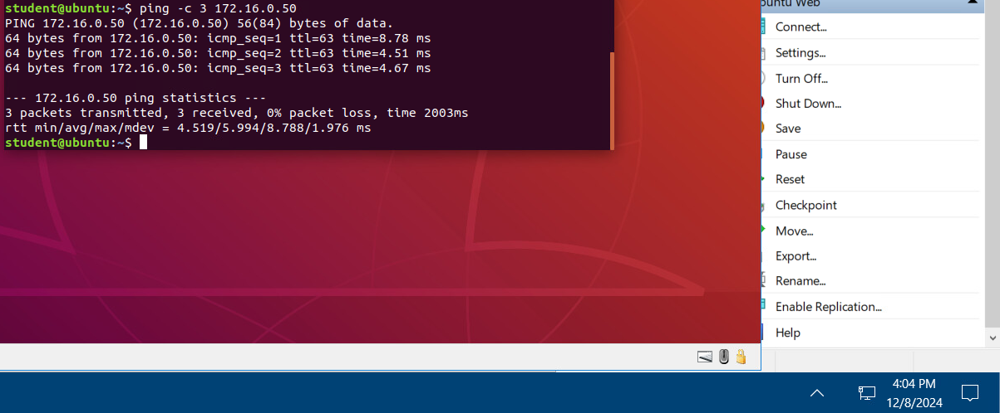 student@ubuntu:~$ ping -c 3 172.16.0.50
PING 172.16.0.50 (172.16.0.50) 56(84) bytes of data.
64 bytes from 172.16.0.50: icmp_seq=1 ttl=63 time=8.78 ms
64 bytes from 172.16.0.50: icmp_seq=2 ttl=63 time=4.51 ms
64 bytes from 172.16.0.50: icmp_seq=3 ttl=63 time=4.67 ms
--- 172.16.0.50 ping statistics ---
3 packets transmitted, 3 received, 0% packet loss, time 2003ms
rtt min/avg/max/mdev = 4.519/5.994/8.788/1.976 ms
student@ubuntu:~$
buntu Web
Connect...
Settings...
Turn Off...
Shut Down...
Save
Pause
Reset
Checkpoint
Move...
Export...
Rename...
Enable Replication...
Help
4:04 PM
12/8/2024